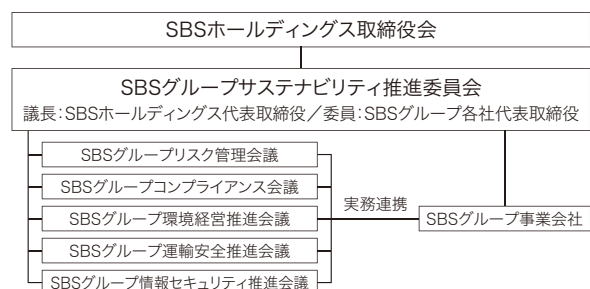 SBSホールディングス取締役会
SBSグループサステナビリティ推進委員会
議長：SBSホールディングス代表取締役／委員：SBSグループ各社代表取締役
SBSグループリスク管理会議
SBSグループコンプライアンス会議
SBSグループ環境経営推進会議
SBSグループ運輸安全推進会議
SBSグループ情報セキュリティ推進会議
実務連携
SBSグループ事業会社